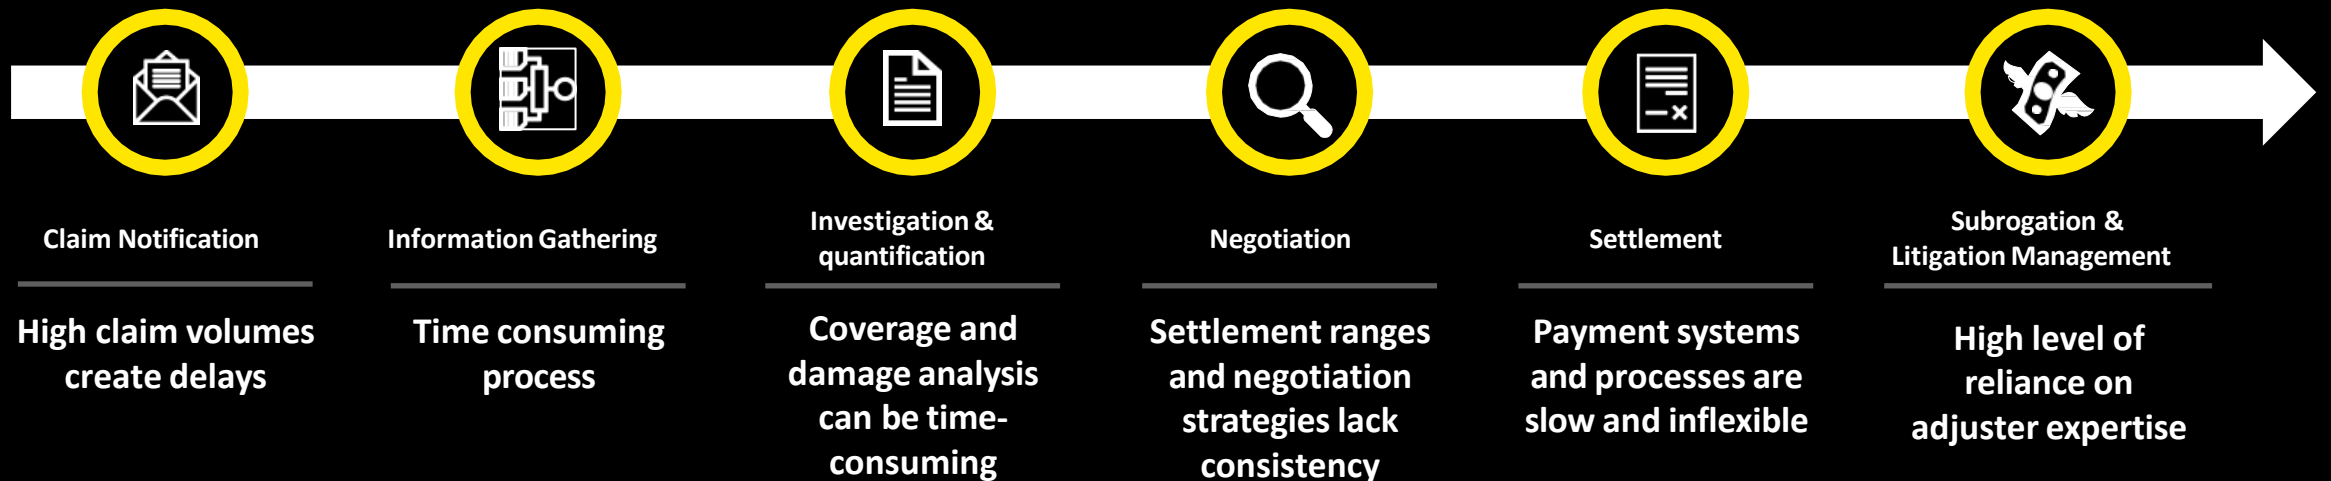 Claim Notification
High claim volumes
create delays
Information Gathering
Time consuming
process
Investigation &
quantification
Coverage and
damage analysis
can be time-
consuming
Negotiation
Settlement ranges
and negotiation
strategies lack
consistency
Settlement
Payment systems
and processes are
slow and inflexible
Subrogation &
Litigation Management
High level of
reliance on
adjuster expertise